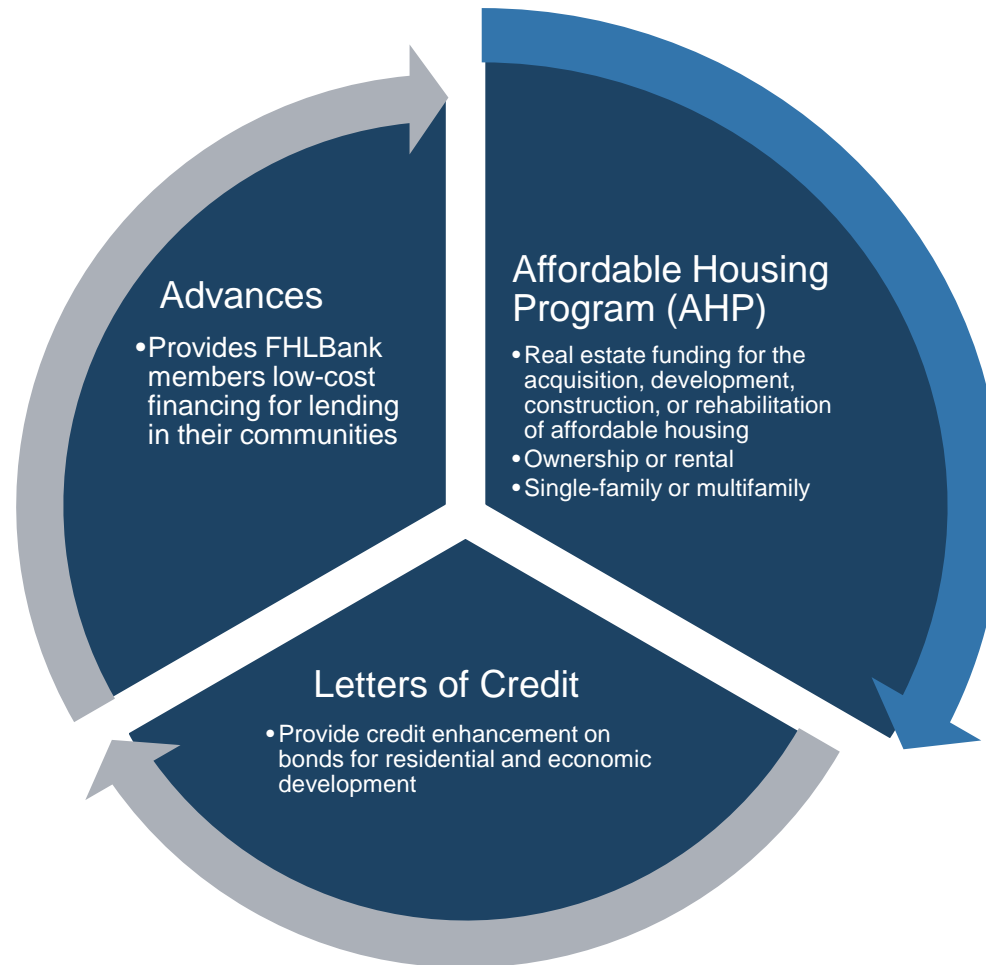 Advances
•Provides FHLBank
members low-cost
financing for lending
in their communities
Affordable Housing
Program (AHP)
•Real estate funding for the
acquisition, development,
construction, or rehabilitation
of affordable housing
•Ownership or rental
•Single-family or multifamily
Letters of Credit
•Provide credit enhancement on
bonds for residential and economic
development